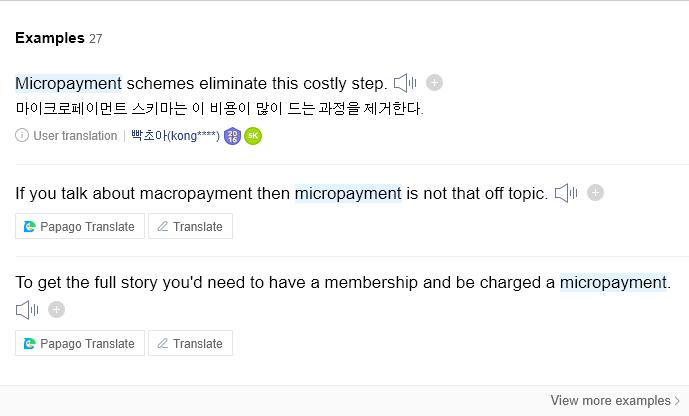 Examples 27
Micropayment schemes eliminate this costly step.
마이크로페이먼트 스키마는 이 비용이 많이 드는 과정을 제거한다.
User translation | 빡초아(kong****) 2016 5K
If you talk about macropayment then micropayment is not that off topic.
Papago Translate Translate
To get the full story you'd need to have a membership and be charged a micropayment.
Papago Translate Translate
View more examples